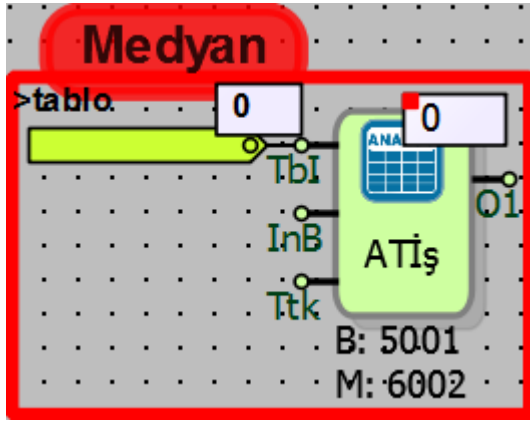 Medyan
>tablo
0
0
ANA
TbI
O1
InB
ATİş
Ttk
B: 5001
M: 6002